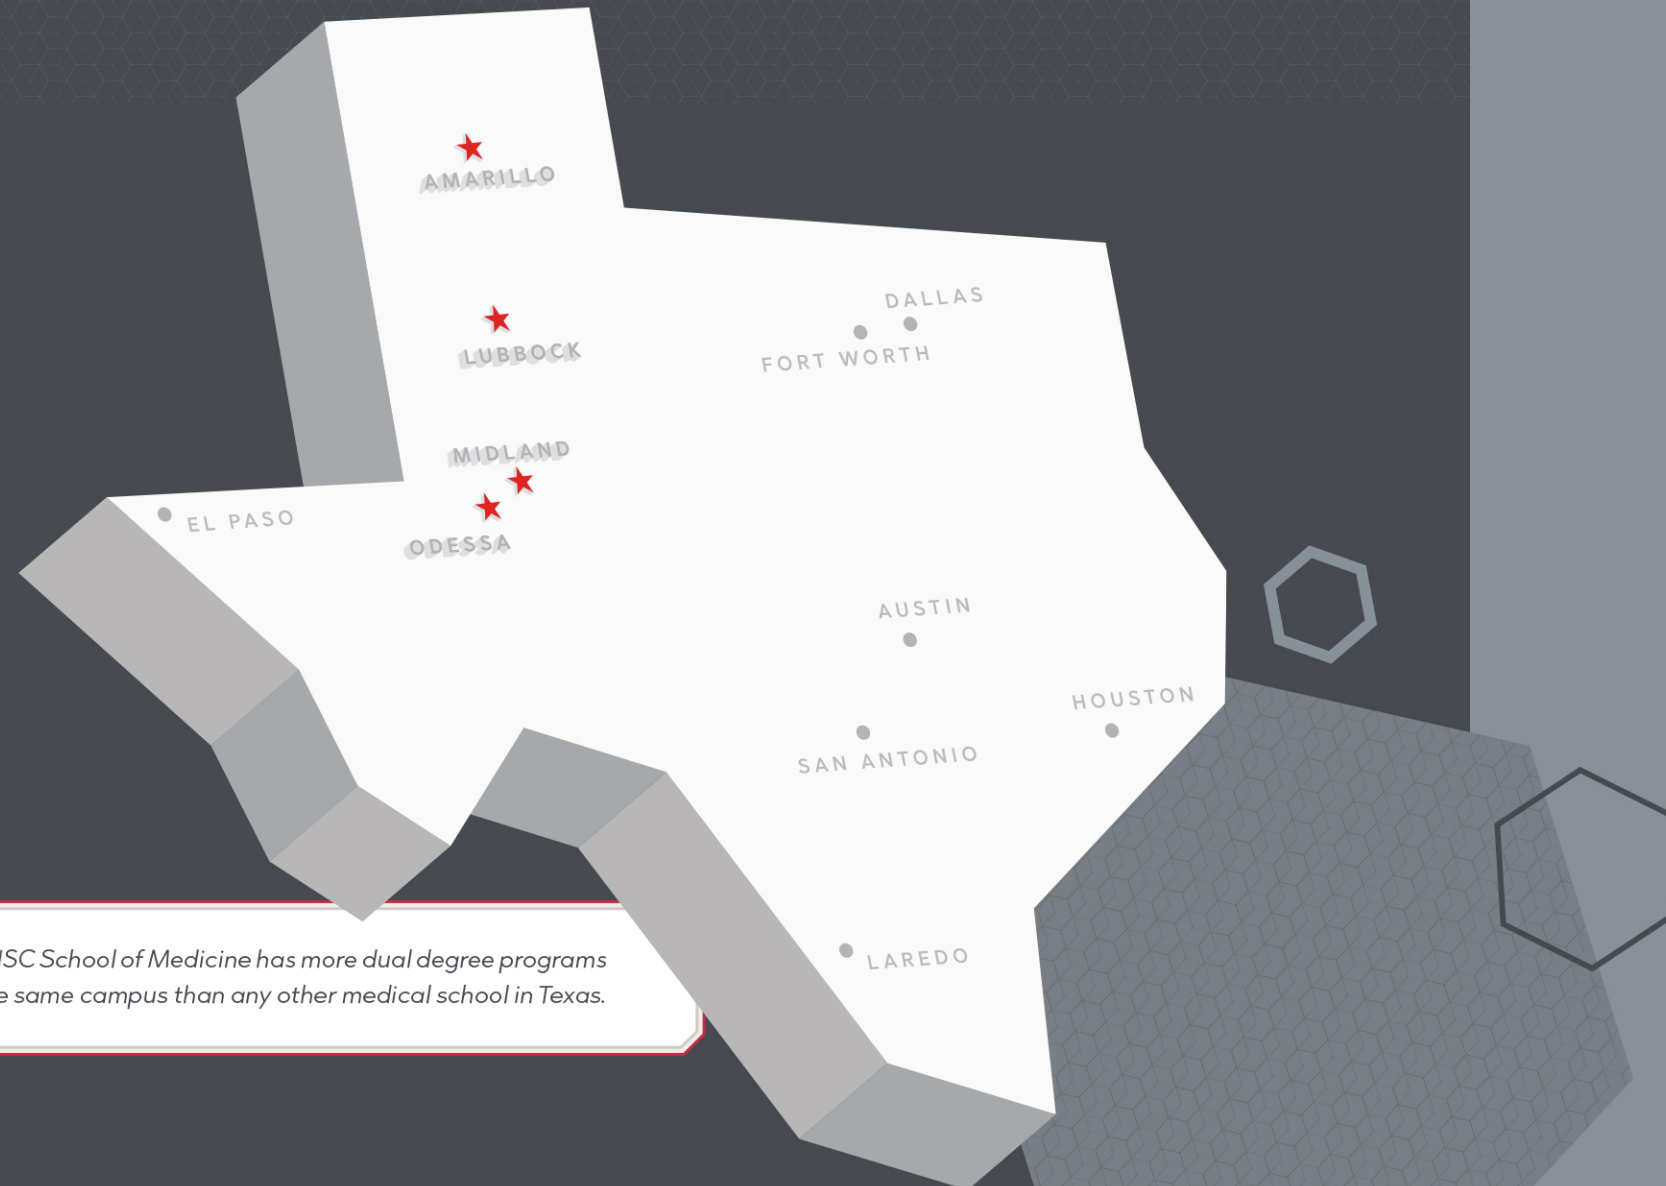 AMARILLO
DALLAS
LUBBOCK
FORT WORTH
MIDLAND
EL PASO
ODESSA
AUSTIN
HOUSTON
SAN ANTONIO
LAREDO
School of Medicine has more dual degree programs
same campus than any other medical school in Texas.